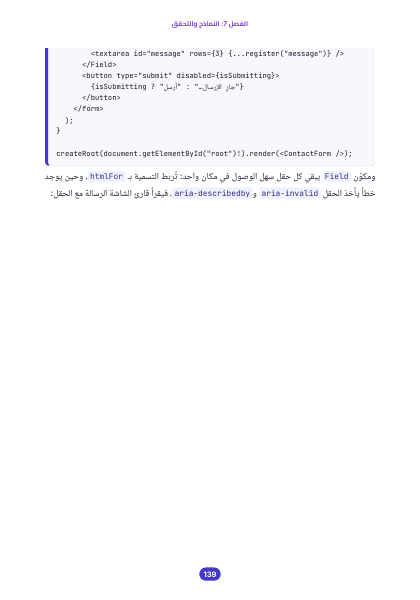 الفصل 7: النماذج والتحقق
<textarea id="message" rows={3} {...register("message")} />
</Field>
<button type="submit" disabled={isSubmitting}>
{isSubmitting ? "جارٍ الإرسال…" : "أرسل"}
</button>
</form>
);
}
createRoot(document.getElementById("root")!).render(<ContactForm />);
ومكوّن Field يبقي كل حقل سهل الوصول في مكان واحد: تُربط التسمية بـ htmlFor، وحين يوجد
خطأ يأخذ الحقل aria-invalid و aria-describedby، فيقرأ قارئ الشاشة الرسالة مع الحقل:
139